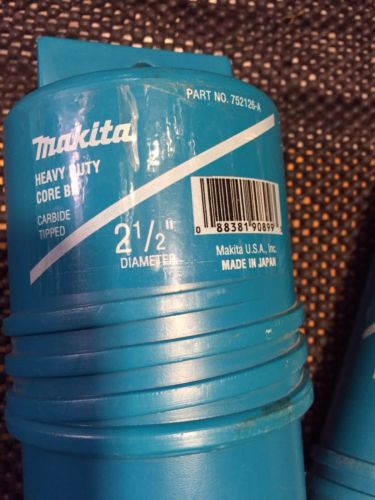 PART NO. 752126-A
makita
HEAVY DUTY
CORE BIT
CARBIDE
TIPPED
2 1/2"
DIAMETER
0 88381 90899
Makita U.S.A., Inc.
MADE IN JAPAN